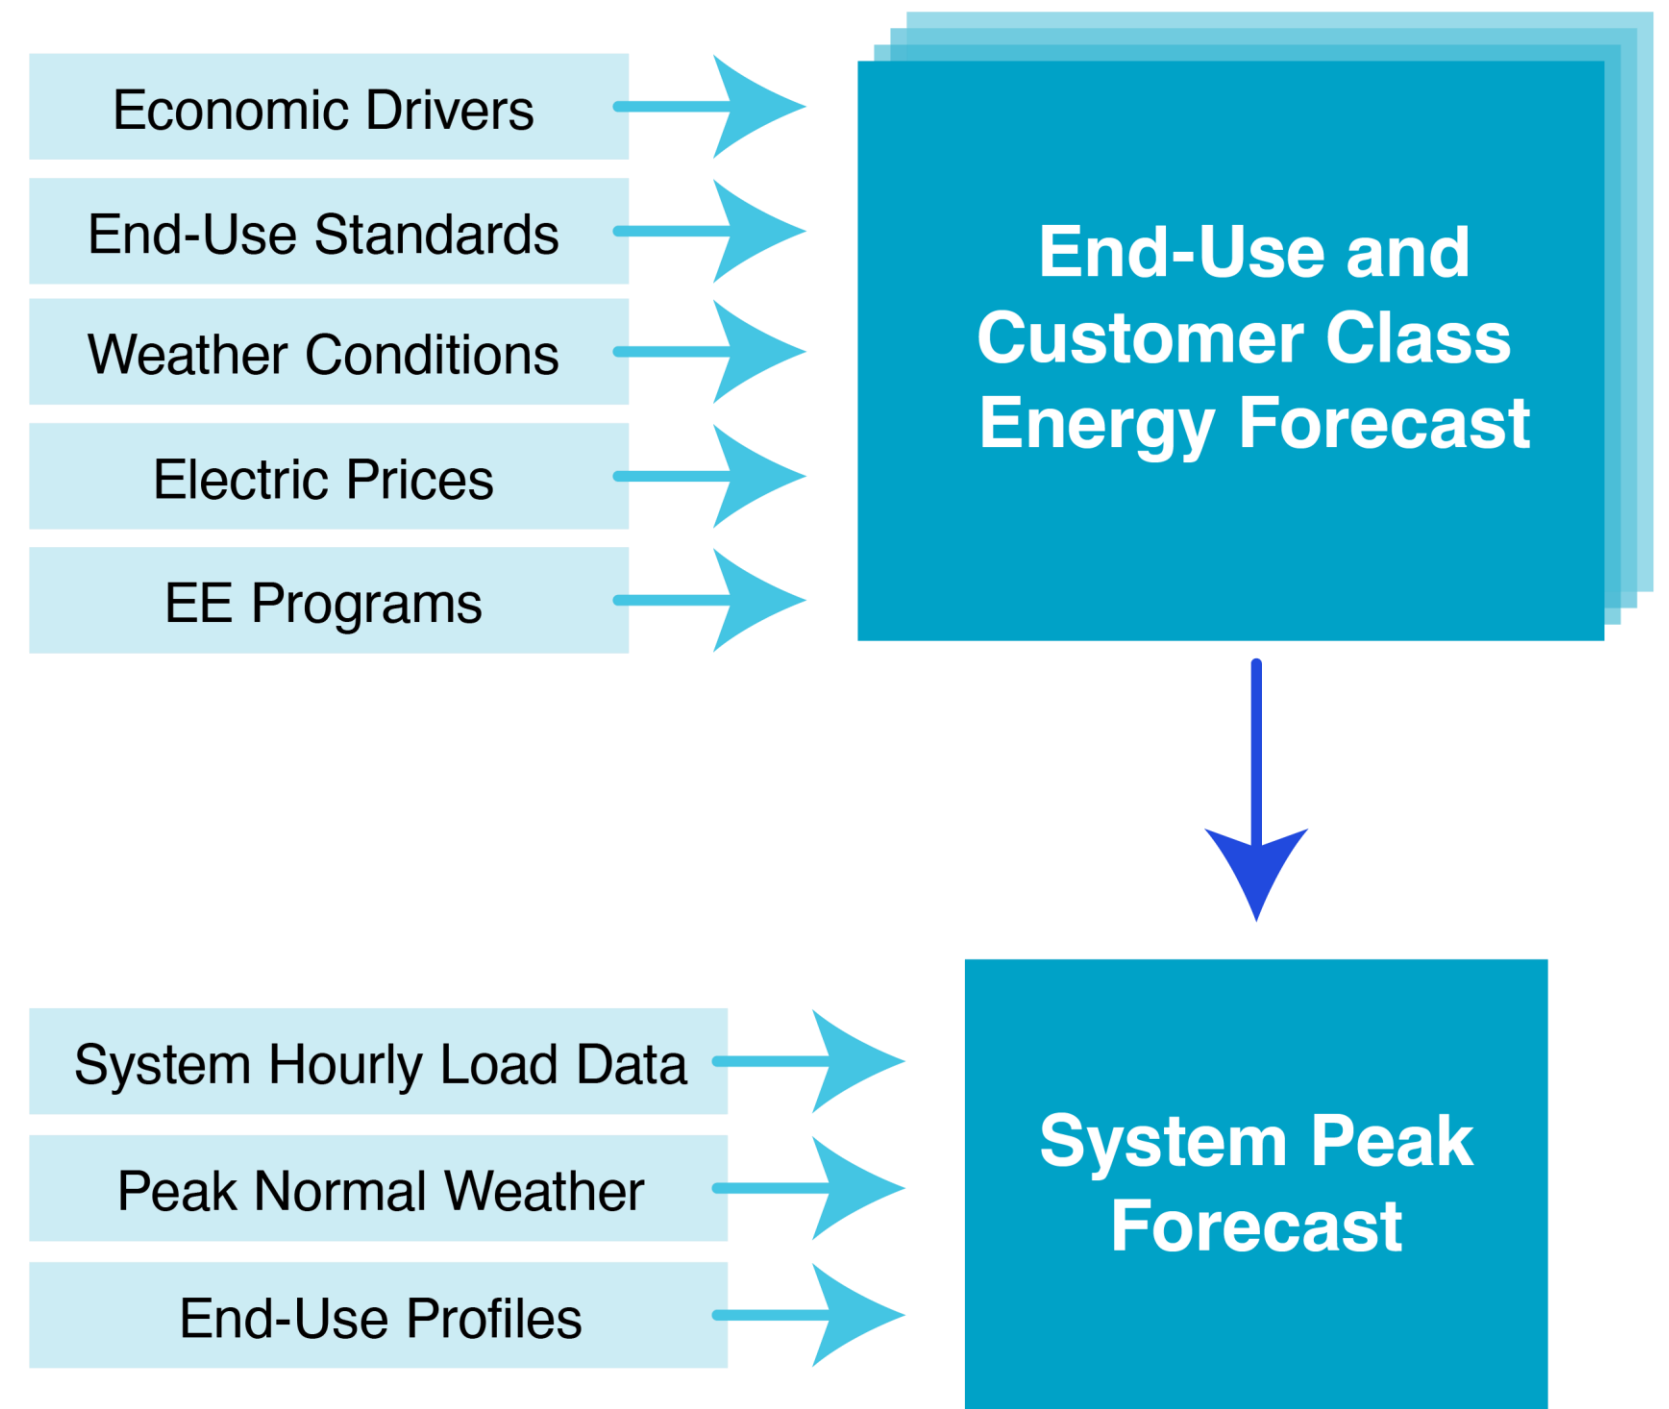 Economic Drivers
End-Use Standards
Weather Conditions
Electric Prices
EE Programs
End-Use and
Customer Class
Energy Forecast
System Hourly Load Data
Peak Normal Weather
End-Use Profiles
System Peak
Forecast